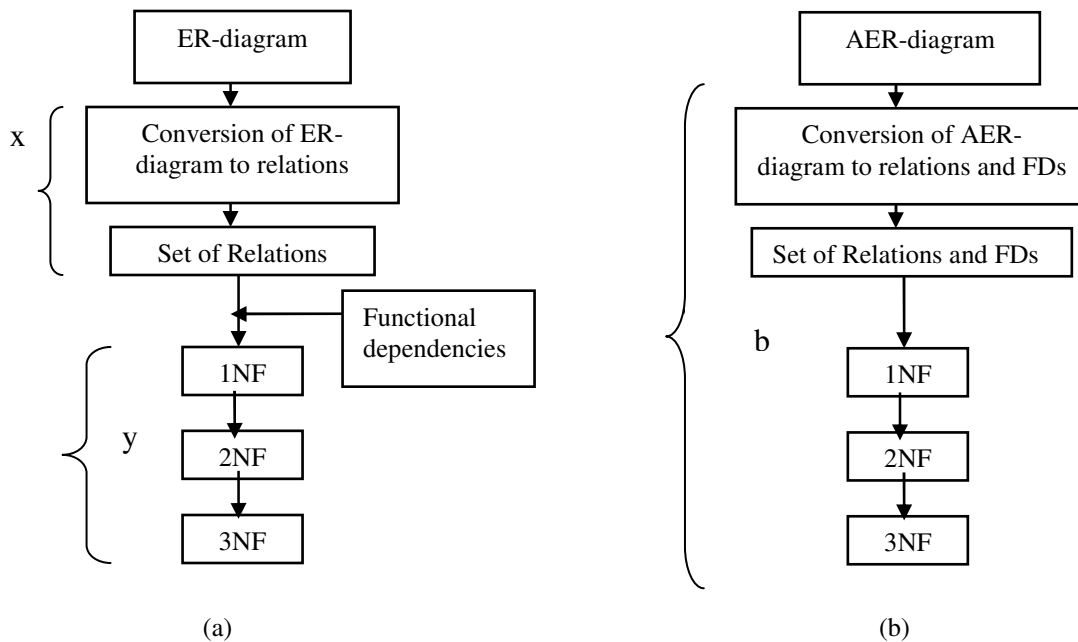 ER-diagram
x
Conversion of ER-
diagram to relations
Set of Relations
Functional
dependencies
1NF
y
2NF
3NF
(a)
AER-diagram
Conversion of AER-
diagram to relations and FDs
Set of Relations and FDs
b
1NF
2NF
3NF
(b)